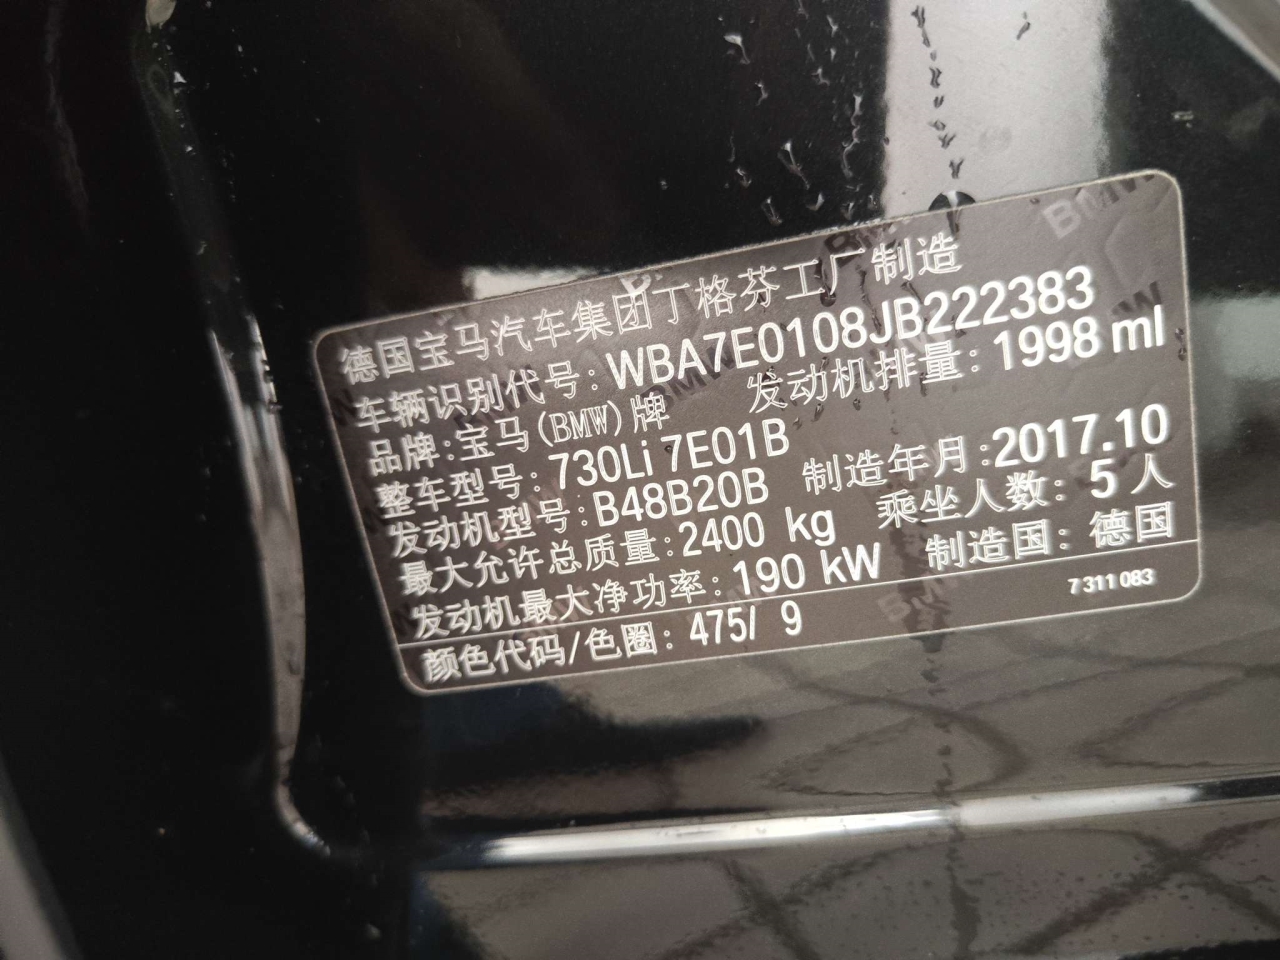 德国宝马汽车集团丁格芬工厂制造
车辆识别代号: WBA7E0108JB222383
品牌:宝马(BMW)牌 发动机排量: 1998 ml
整车型号: 730Li 7E01B
发动机型号: B48B20B 制造年月: 2017.10
最大允许总质量: 2400 kg 乘坐人数: 5 人
发动机最大净功率: 190 kW 制造国: 德国
颜色代码/色圈: 475/ 9 7 311 083